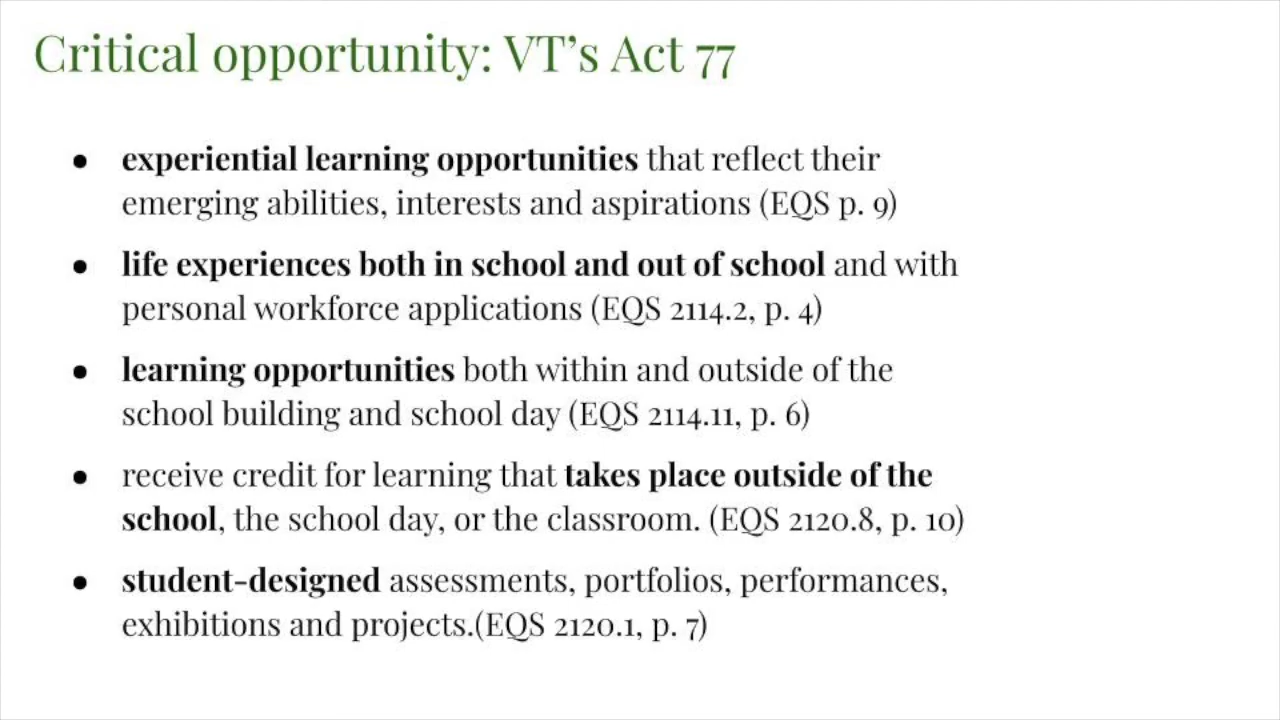 Critical opportunity: VT’s Act 77
● experiential learning opportunities that reflect their
emerging abilities, interests and aspirations (EQS p. 9)
● life experiences both in school and out of school and with
personal workforce applications (EQS 2114.2, p. 4)
● learning opportunities both within and outside of the
school building and school day (EQS 2114.11, p. 6)
● receive credit for learning that takes place outside of the
school, the school day, or the classroom. (EQS 2120.8, p. 10)
● student-designed assessments, portfolios, performances,
exhibitions and projects.(EQS 2120.1, p. 7)